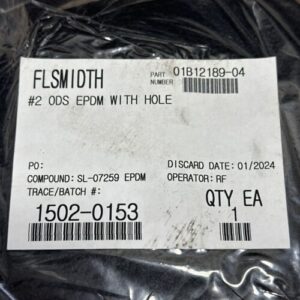 FLSMIDTH
PART NUMBER 01B12189-04
#2 ODS EPDM WITH HOLE
PO:
DISCARD DATE: 01/2024
COMPOUND: SL-07259 EPDM
OPERATOR: RF
TRACE/BATCH #:
1502-0153
QTY EA
1